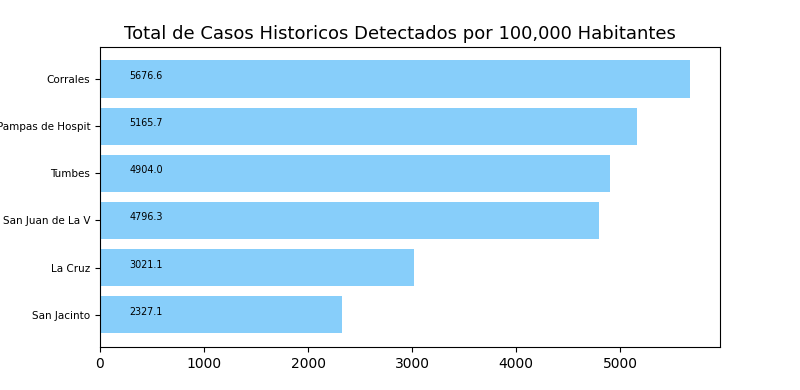 Total de Casos Historicos Detectados por 100,000 Habitantes
Corrales 5676.6
Pampas de Hospit 5165.7
Tumbes 4904.0
San Juan de La V 4796.3
La Cruz 3021.1
San Jacinto 2327.1
0 1000 2000 3000 4000 5000